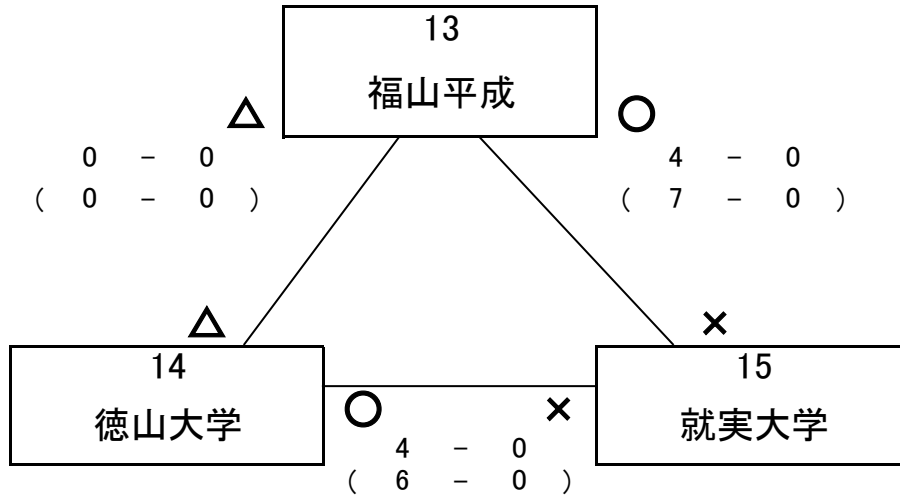 13
福山平成
△
○
0 - 0
( 0 - 0 )
4 - 0
( 7 - 0 )
△
×
14
徳山大学
15
就実大学
○ ×
4 - 0
( 6 - 0 )